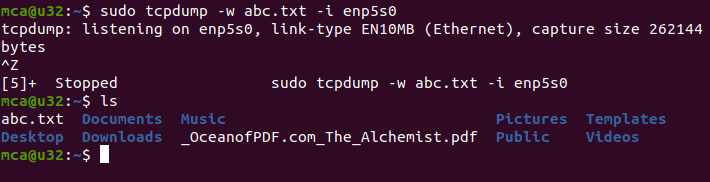 mca@u32:~$ sudo tcpdump -w abc.txt -i enp5s0
tcpdump: listening on enp5s0, link-type EN10MB (Ethernet), capture size 262144
bytes
^Z
[5]+  Stopped                 sudo tcpdump -w abc.txt -i enp5s0
mca@u32:~$ ls
abc.txt  Documents  Music                               Pictures  Templates
Desktop  Downloads  _OceanofPDF.com_The_Alchemist.pdf  Public    Videos
mca@u32:~$